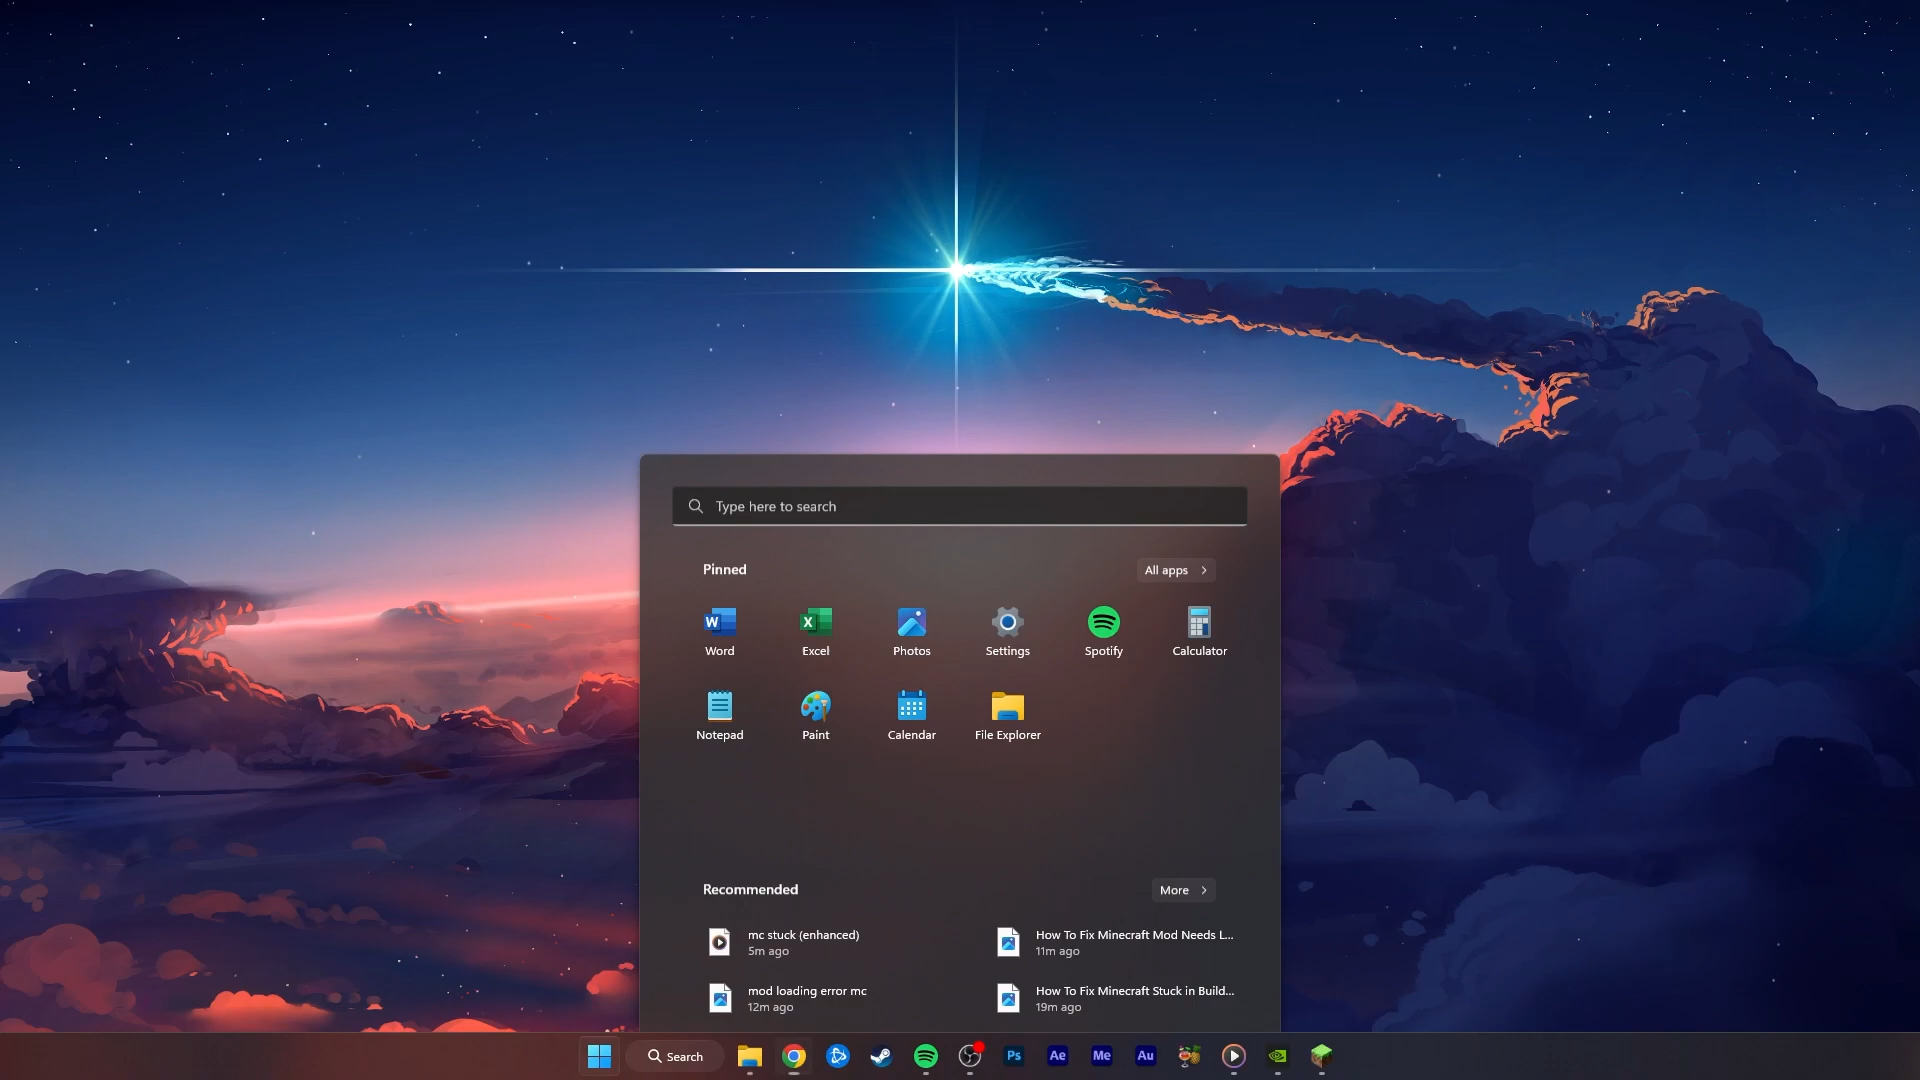 Type here to search
Pinned
All apps
Word
Excel
Photos
Settings
Spotify
Calculator
Notepad
Paint
Calendar
File Explorer
Recommended
More
mc stuck (enhanced)
5m ago
How To Fix Minecraft Mod Needs L...
11m ago
mod loading error mc
12m ago
How To Fix Minecraft Stuck in Build...
19m ago
Search
Ps
Ae
Me
Au